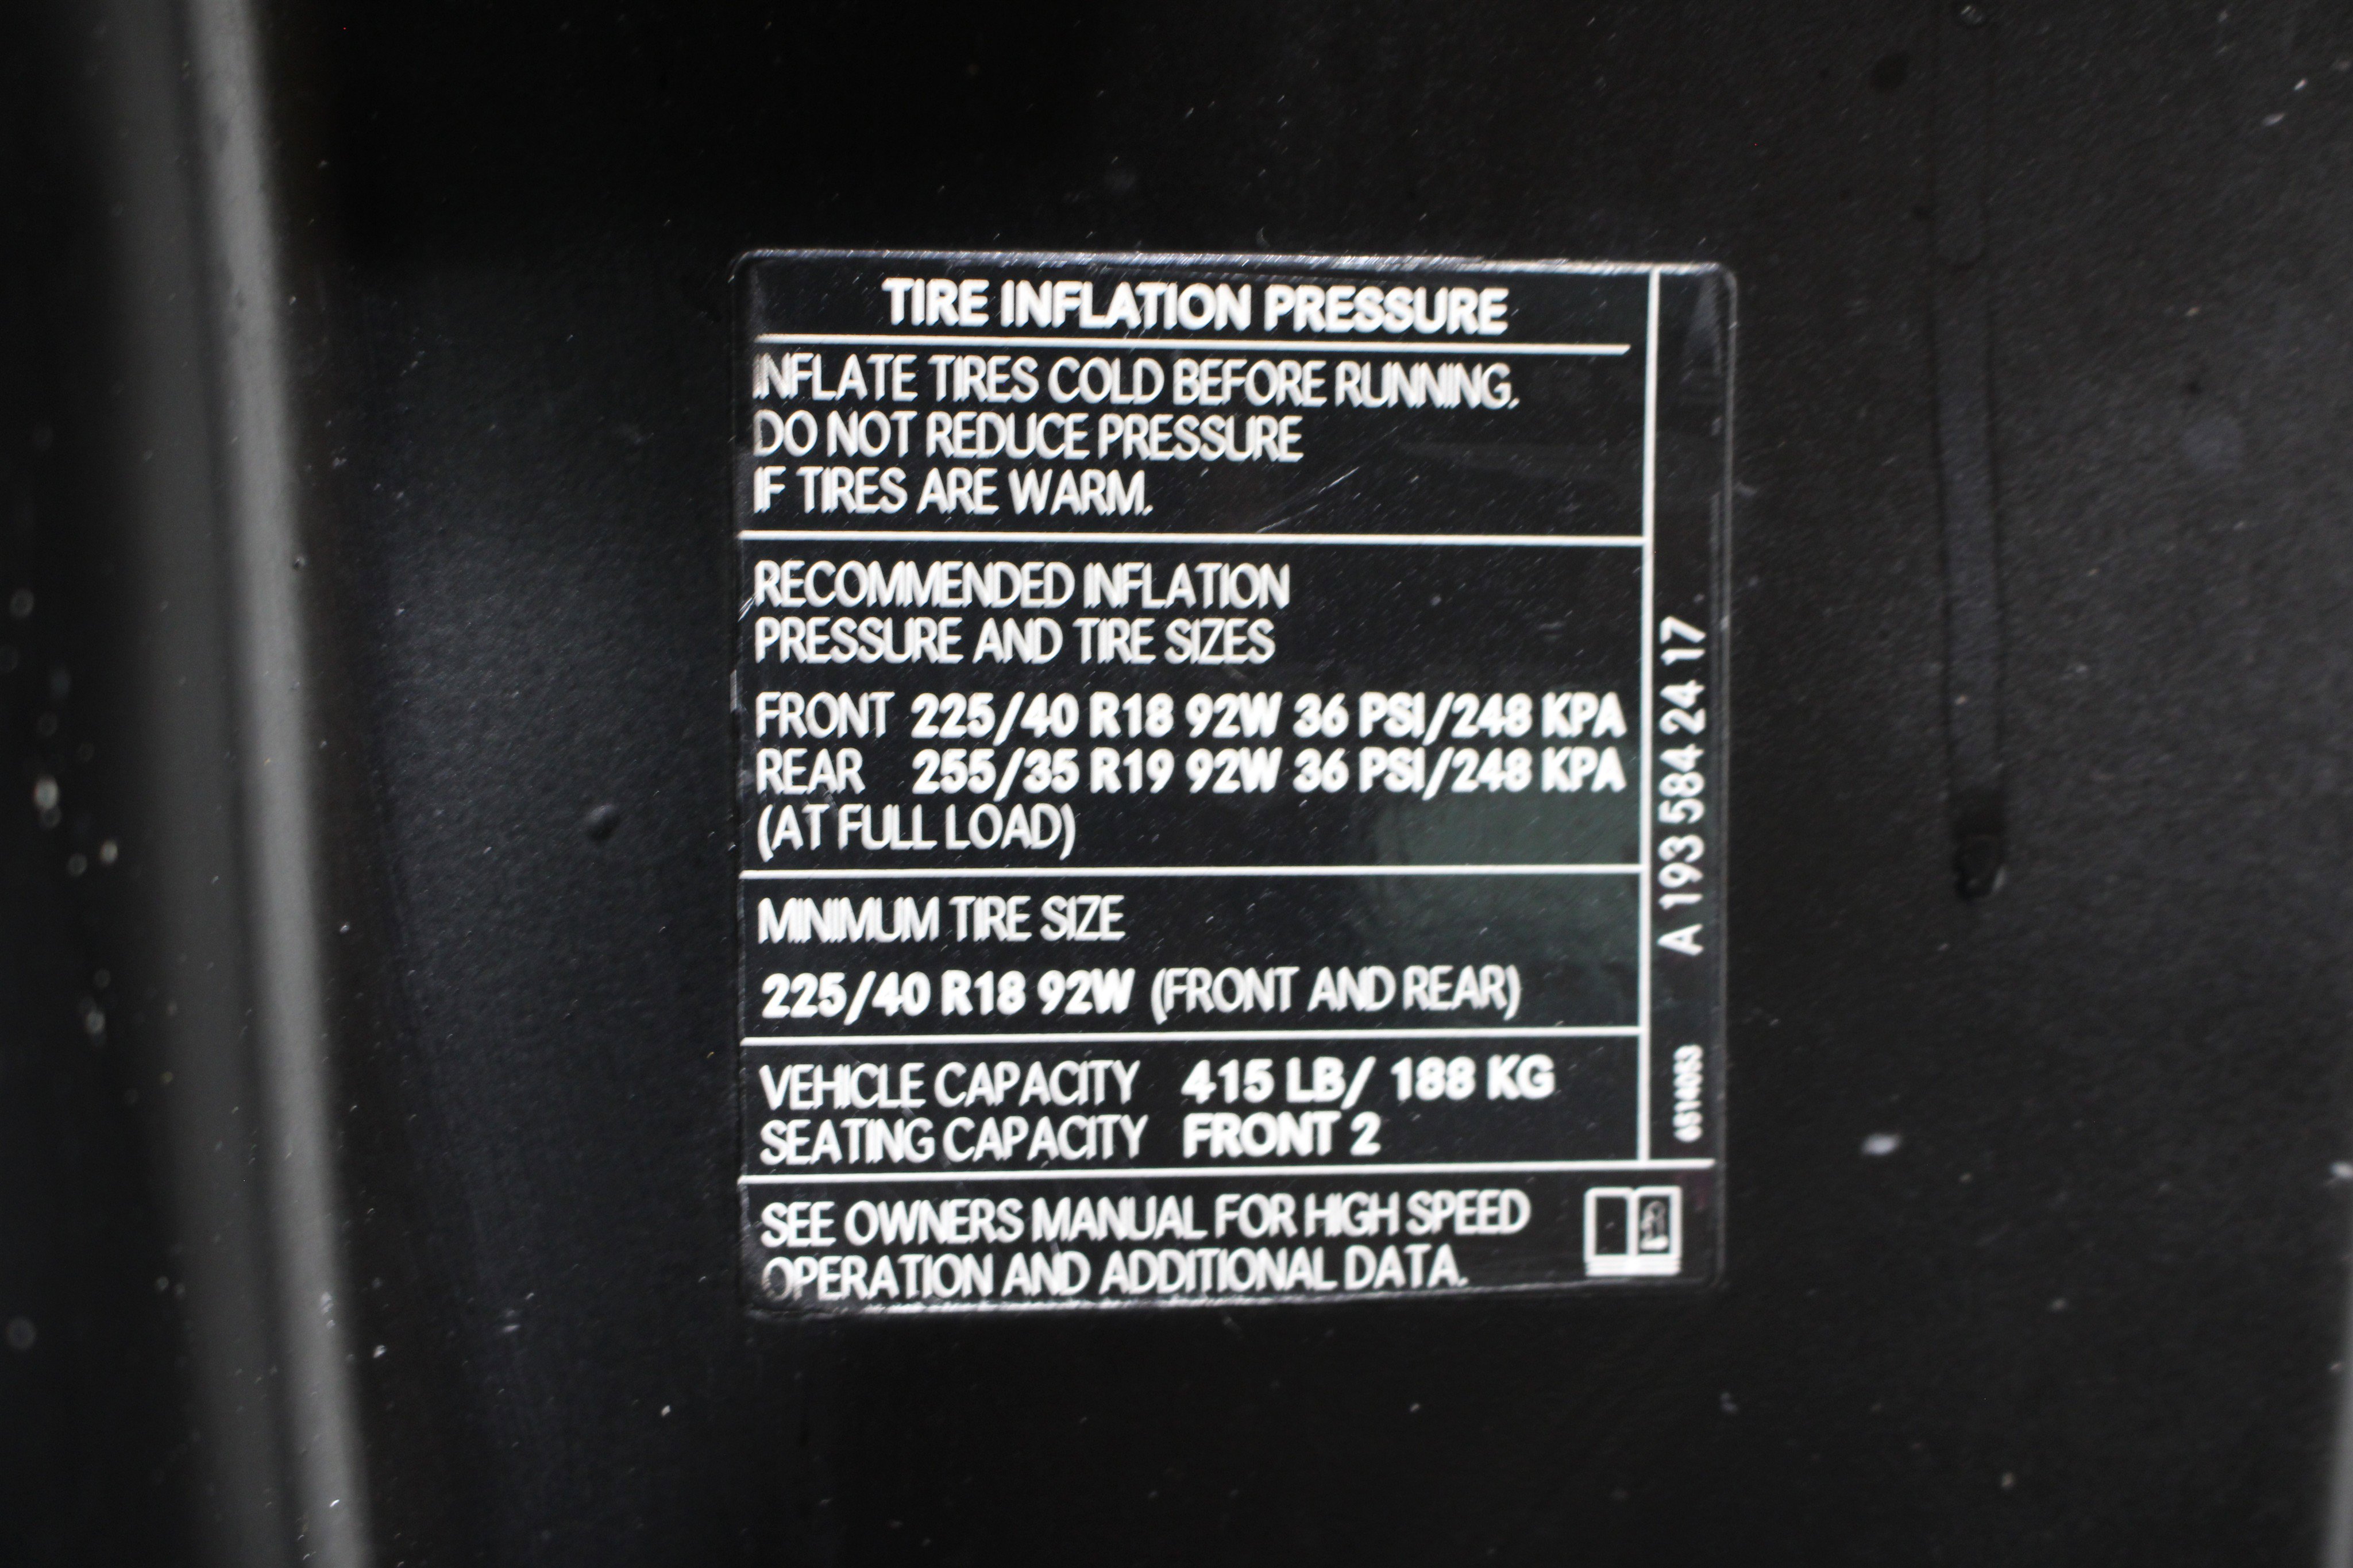 TIRE INFLATION PRESSURE
INFLATE TIRES COLD BEFORE RUNNING.
DO NOT REDUCE PRESSURE
IF TIRES ARE WARM.
RECOMMENDED INFLATION
PRESSURE AND TIRE SIZES
FRONT 225/40 R18 92W 36 PSI/248 KPA
REAR 255/35 R19 92W 36 PSI/248 KPA
(AT FULL LOAD)
MINIMUM TIRE SIZE
225/40 R18 92W (FRONT AND REAR)
VEHICLE CAPACITY 415 LB/ 188 KG
SEATING CAPACITY FRONT 2
SEE OWNERS MANUAL FOR HIGH SPEED
OPERATION AND ADDITIONAL DATA.
A 193 584 24 17
6514053